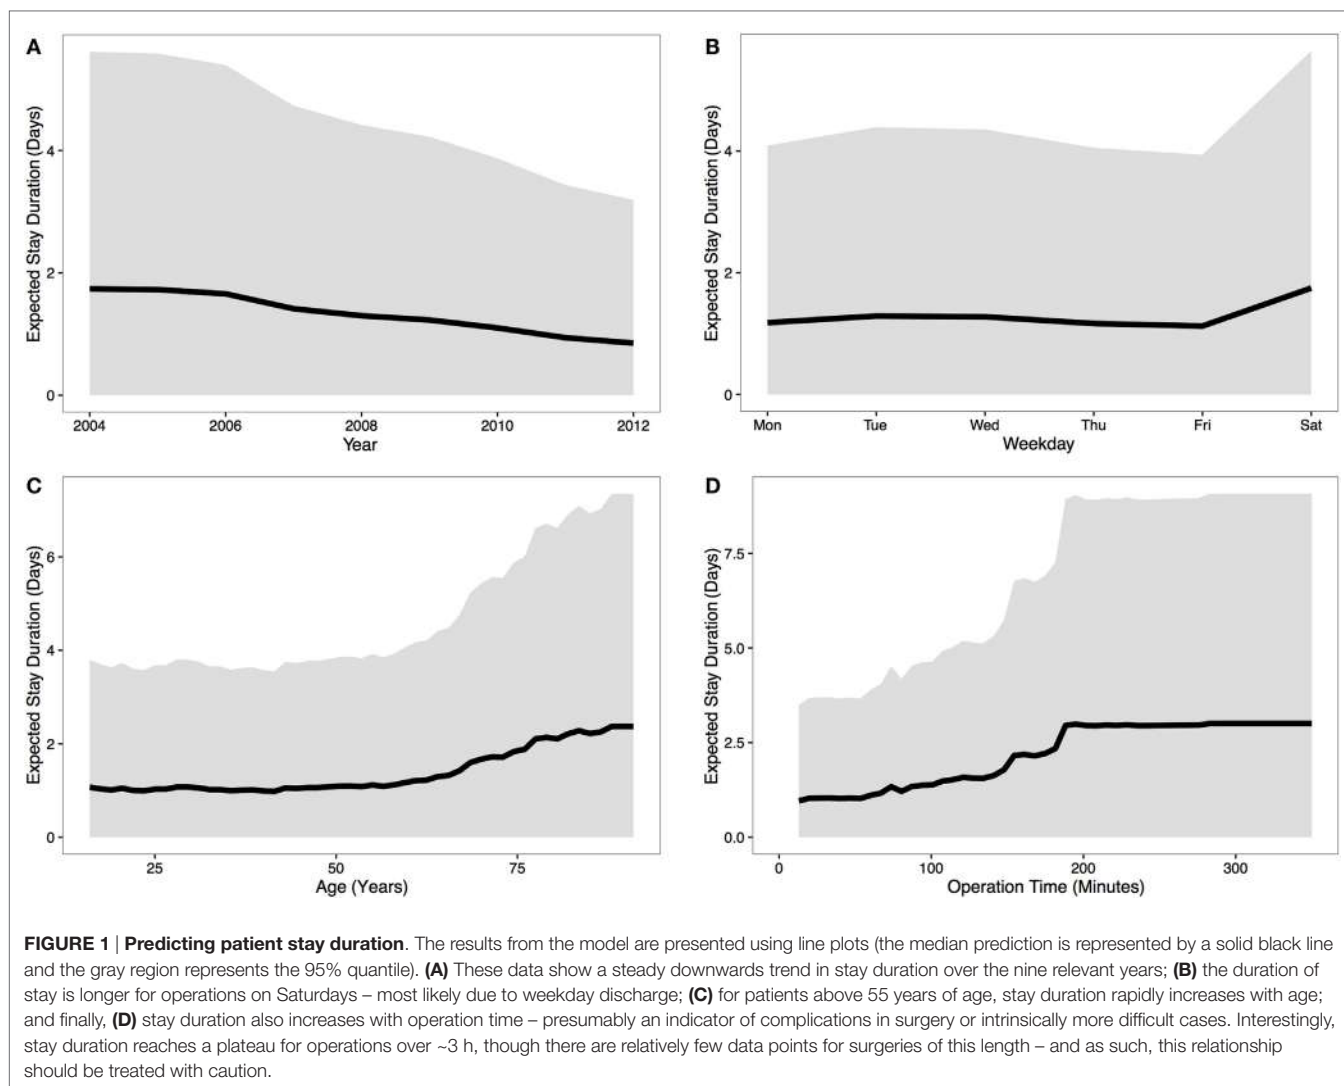 A
Expected Stay Duration (Days)
4
2
0
2004
2006
2008
2010
2012
Year
B
Expected Stay Duration (Days)
4
2
0
Mon
Tue
Wed
Thu
Fri
Sat
Weekday
C
Expected Stay Duration (Days)
6
4
2
0
25
50
75
Age (Years)
D
Expected Stay Duration (Days)
7.5
5.0
2.5
0.0
0
100
200
300
Operation Time (Minutes)
FIGURE 1 | Predicting patient stay duration. The results from the model are presented using line plots (the median prediction is represented by a solid black line
and the gray region represents the 95% quantile). (A) These data show a steady downwards trend in stay duration over the nine relevant years; (B) the duration of
stay is longer for operations on Saturdays – most likely due to weekday discharge; (C) for patients above 55 years of age, stay duration rapidly increases with age;
and finally, (D) stay duration also increases with operation time – presumably an indicator of complications in surgery or intrinsically more difficult cases. Interestingly,
stay duration reaches a plateau for operations over ~3 h, though there are relatively few data points for surgeries of this length – and as such, this relationship
should be treated with caution.